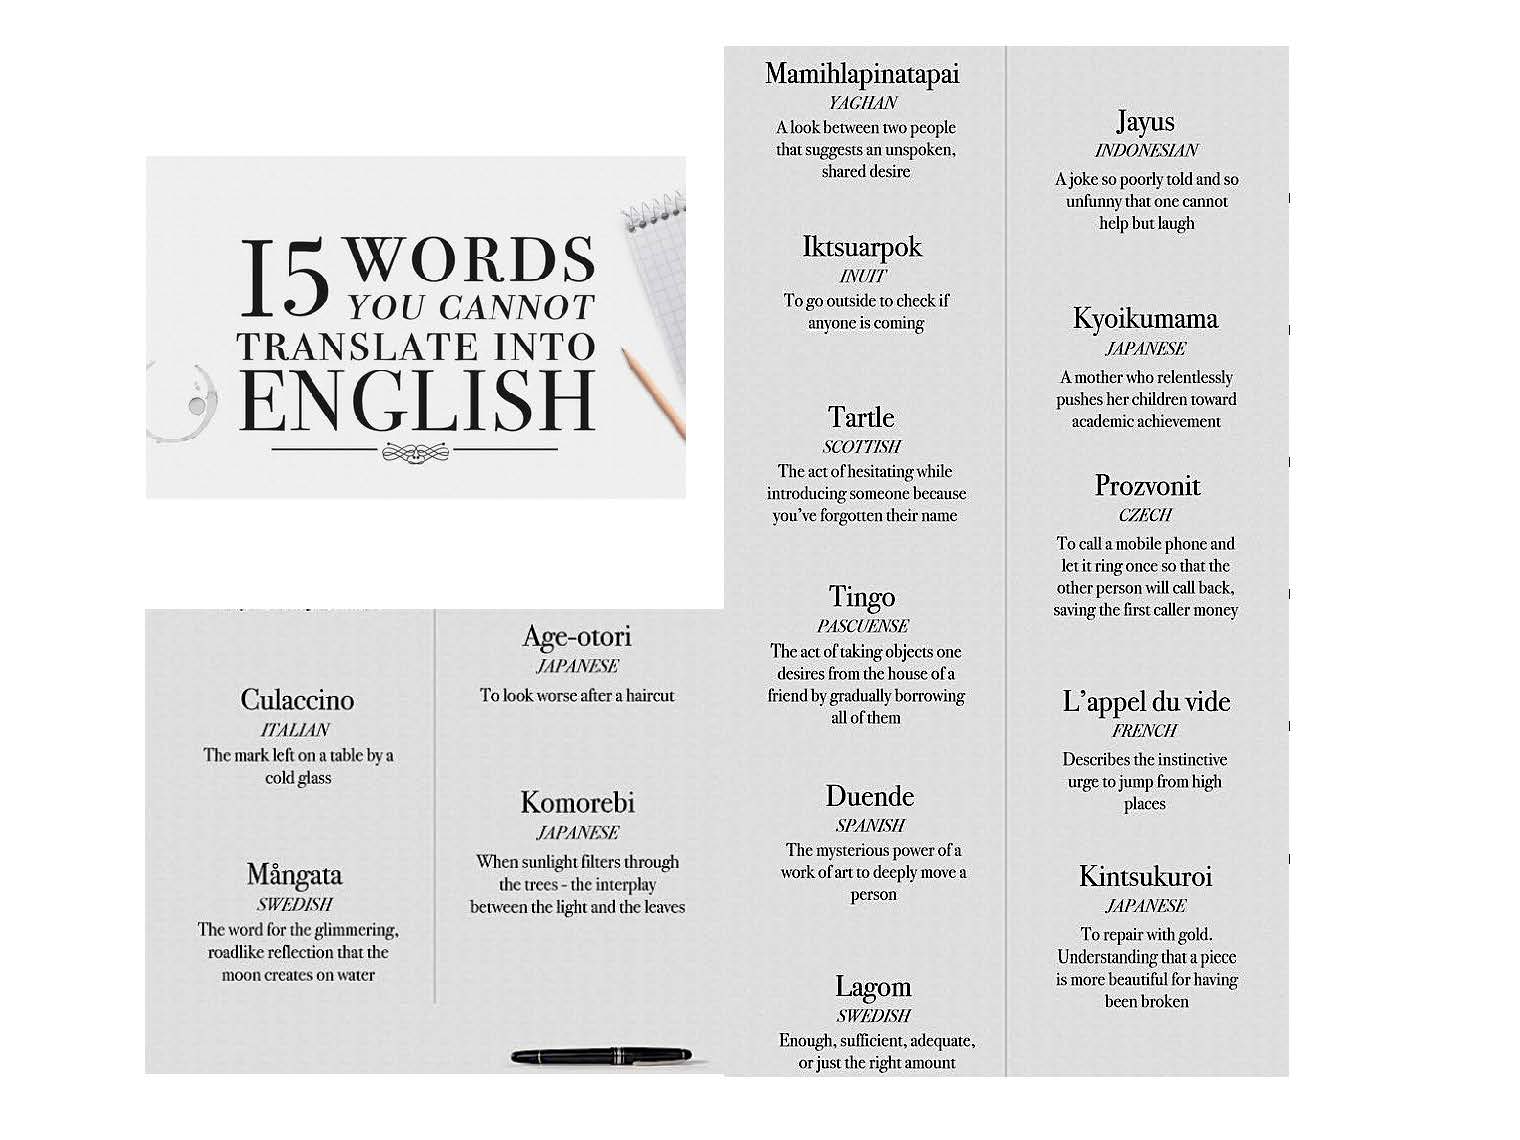 15 WORDS
YOU CANNOT
TRANSLATE INTO
ENGLISH
Culaccino
ITALIAN
The mark left on a table by a
cold glass
Mångata
SWEDISH
The word for the glimmering,
roadlike reflection that the
moon creates on water
Age-otori
JAPANESE
To look worse after a haircut
Komorebi
JAPANESE
When sunlight filters through
the trees - the interplay
between the light and the leaves
Mamihlapinatapai
YAGHAN
A look between two people
that suggests an unspoken,
shared desire
Iktsuarpok
INUIT
To go outside to check if
anyone is coming
Tartle
SCOTTISH
The act of hesitating while
introducing someone because
you've forgotten their name
Tingo
PASCUENSE
The act of taking objects one
desires from the house of a
friend by gradually borrowing
all of them
Duende
SPANISH
The mysterious power of a
work of art to deeply move a
person
Lagom
SWEDISH
Enough, sufficient, adequate,
or just the right amount
Jayus
INDONESIAN
A joke so poorly told and so
unfunny that one cannot
help but laugh
Kyoikumama
JAPANESE
A mother who relentlessly
pushes her children toward
academic achievement
Prozvonit
CZECH
To call a mobile phone and
let it ring once so that the
other person will call back,
saving the first caller money
L'appel du vide
FRENCH
Describes the instinctive
urge to jump from high
places
Kintsukuroi
JAPANESE
To repair with gold.
Understanding that a piece
is more beautiful for having
been broken